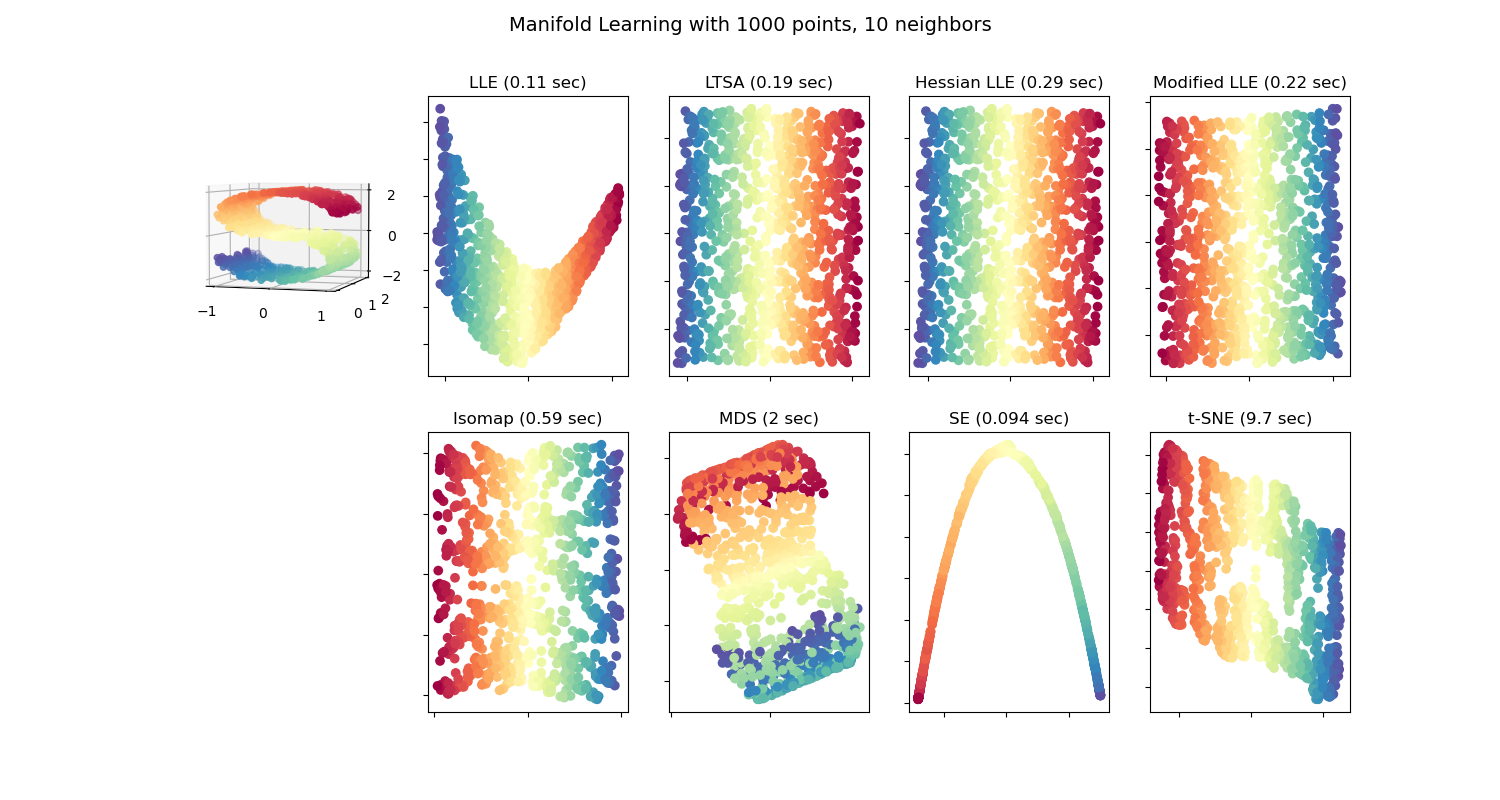 Manifold Learning with 1000 points, 10 neighbors
LLE (0.11 sec)
LTSA (0.19 sec)
Hessian LLE (0.29 sec)
Modified LLE (0.22 sec)
2
0
−2
−1
0
1
0
1
2
Isomap (0.59 sec)
MDS (2 sec)
SE (0.094 sec)
t-SNE (9.7 sec)